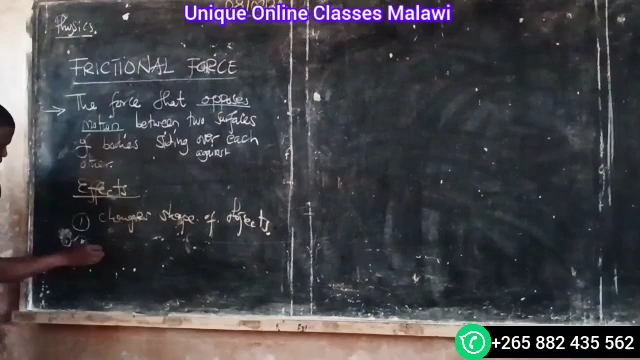 Unique Online Classes Malawi
Physics.
FRICTIONAL FORCE
→ The force that opposes
motion between two surfaces
of bodies sliding over each
against
other.
Effects
① Changes shape of objects
+265 882 435 562